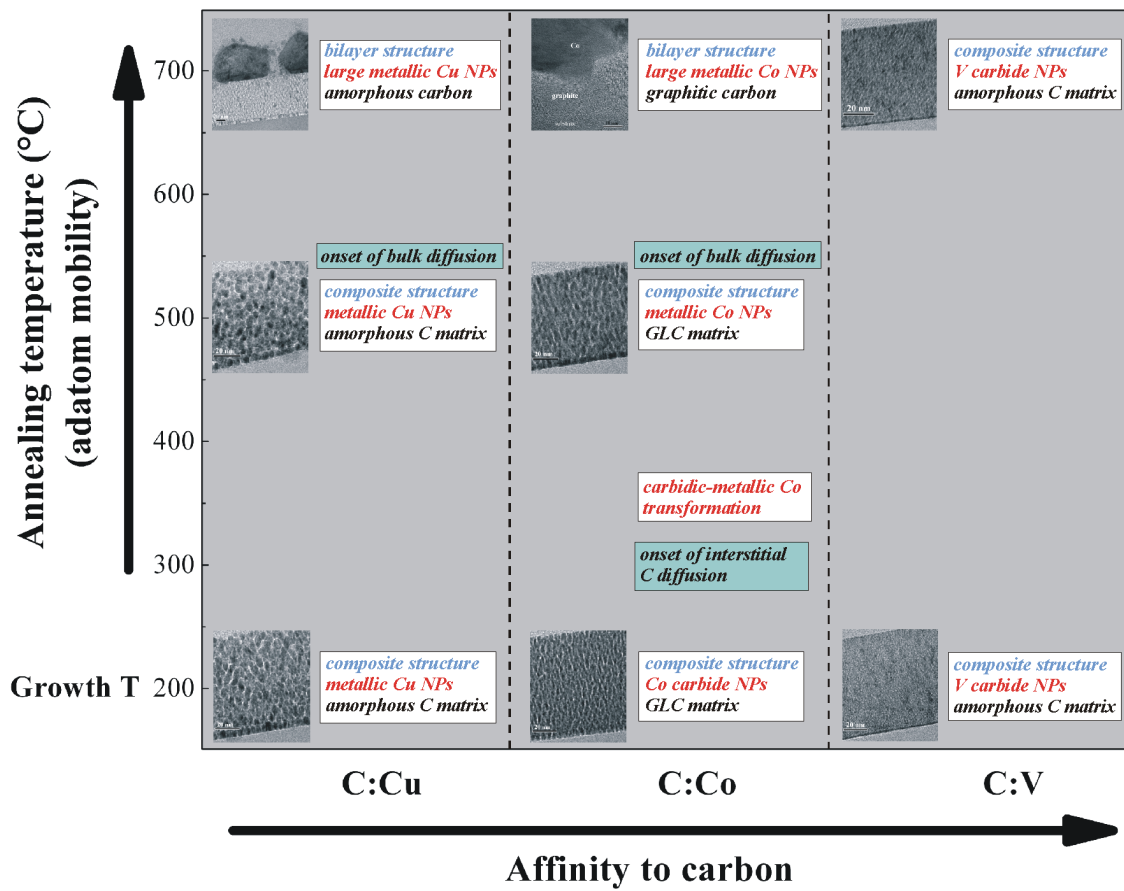 Annealing temperature (°C)
(adatom mobility)
700
600
500
400
300
200
Growth T
bilayer structure
large metallic Cu NPs
amorphous carbon
Co
graphite
bilayer structure
large metallic Co NPs
graphitic carbon
20 nm
composite structure
V carbide NPs
amorphous C matrix
onset of bulk diffusion
20 nm
composite structure
metallic Cu NPs
amorphous C matrix
onset of bulk diffusion
20 nm
composite structure
metallic Co NPs
GLC matrix
carbidic-metallic Co
transformation
onset of interstitial
C diffusion
20 nm
composite structure
metallic Cu NPs
amorphous C matrix
20 nm
composite structure
Co carbide NPs
GLC matrix
20 nm
composite structure
V carbide NPs
amorphous C matrix
C:Cu
C:Co
C:V
Affinity to carbon